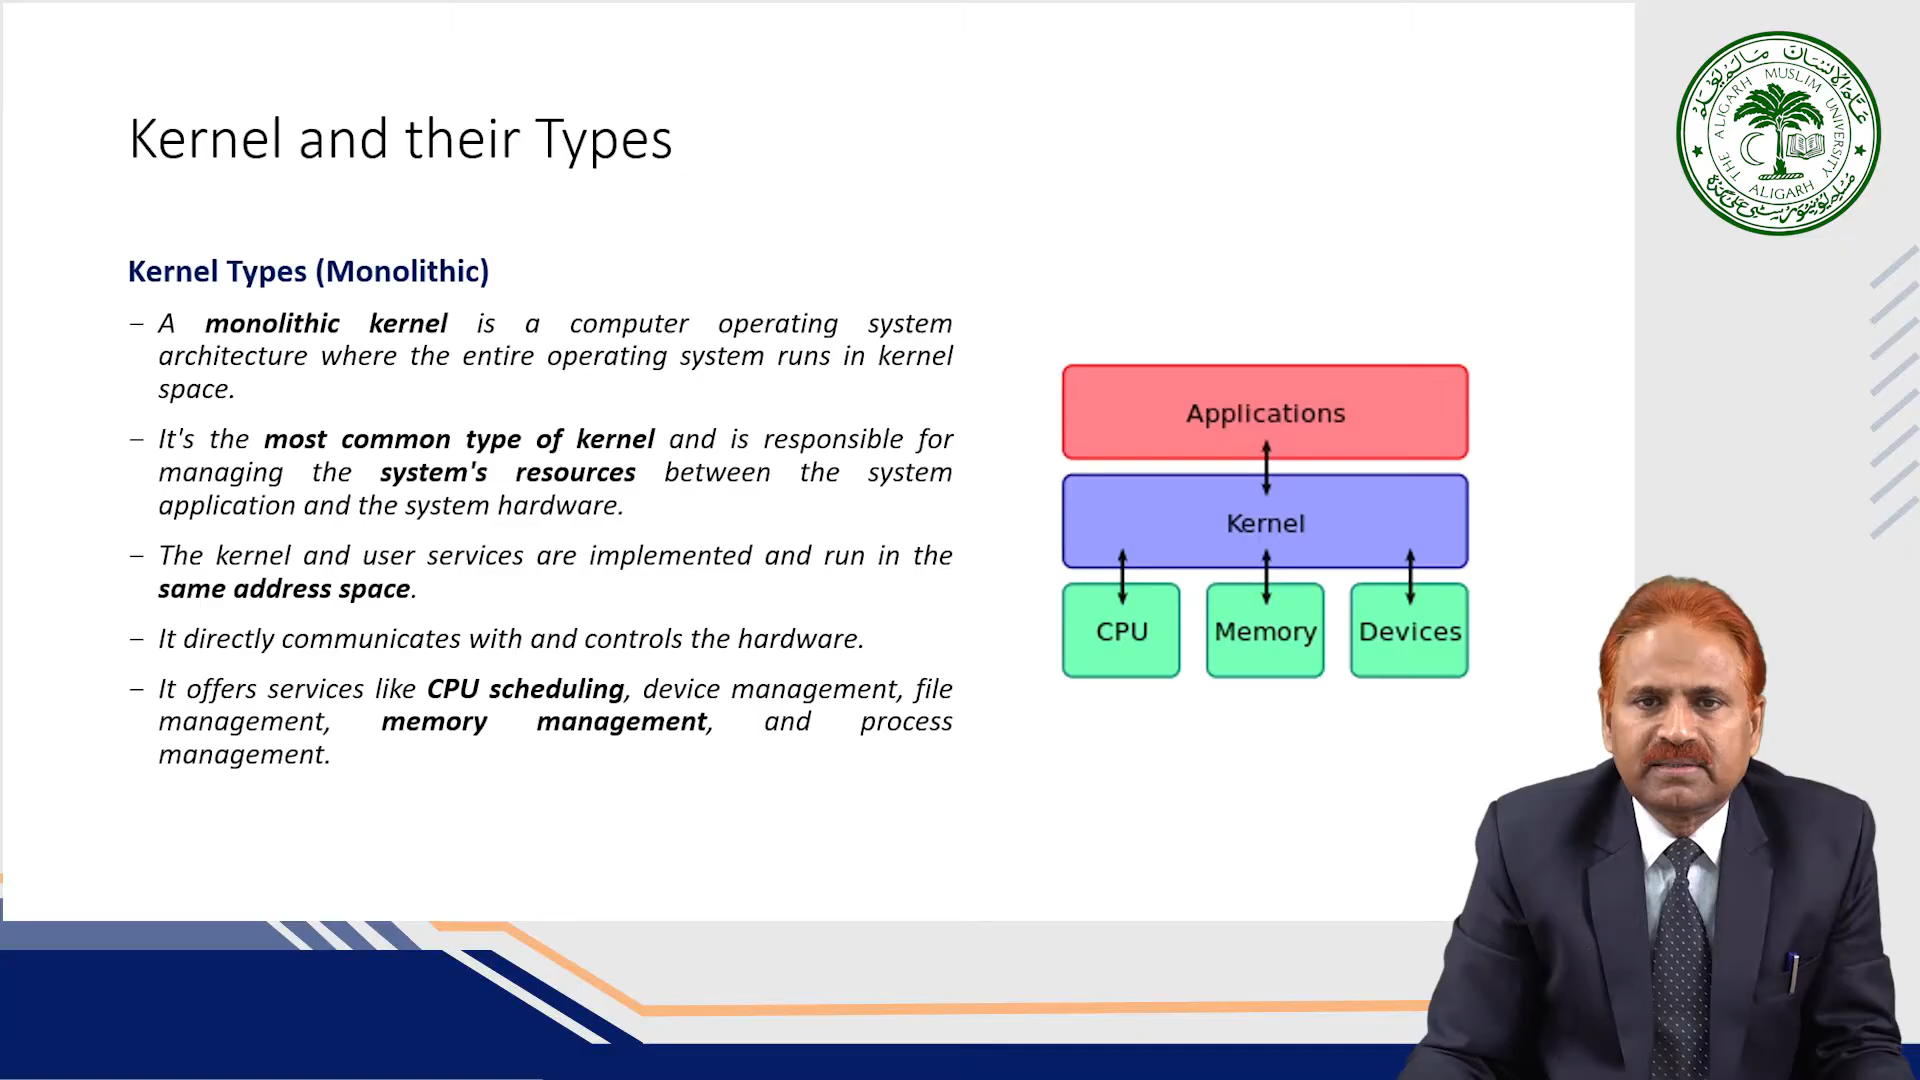 Kernel and their Types
Kernel Types (Monolithic)
– A monolithic kernel is a computer operating system
architecture where the entire operating system runs in kernel
space.
– It's the most common type of kernel and is responsible for
managing the system's resources between the system
application and the system hardware.
– The kernel and user services are implemented and run in the
same address space.
– It directly communicates with and controls the hardware.
– It offers services like CPU scheduling, device management, file
management, memory management, and process
management.
Applications
Kernel
CPU Memory Devices
THE ALIGARH MUSLIM UNIVERSITY
ALIGARH